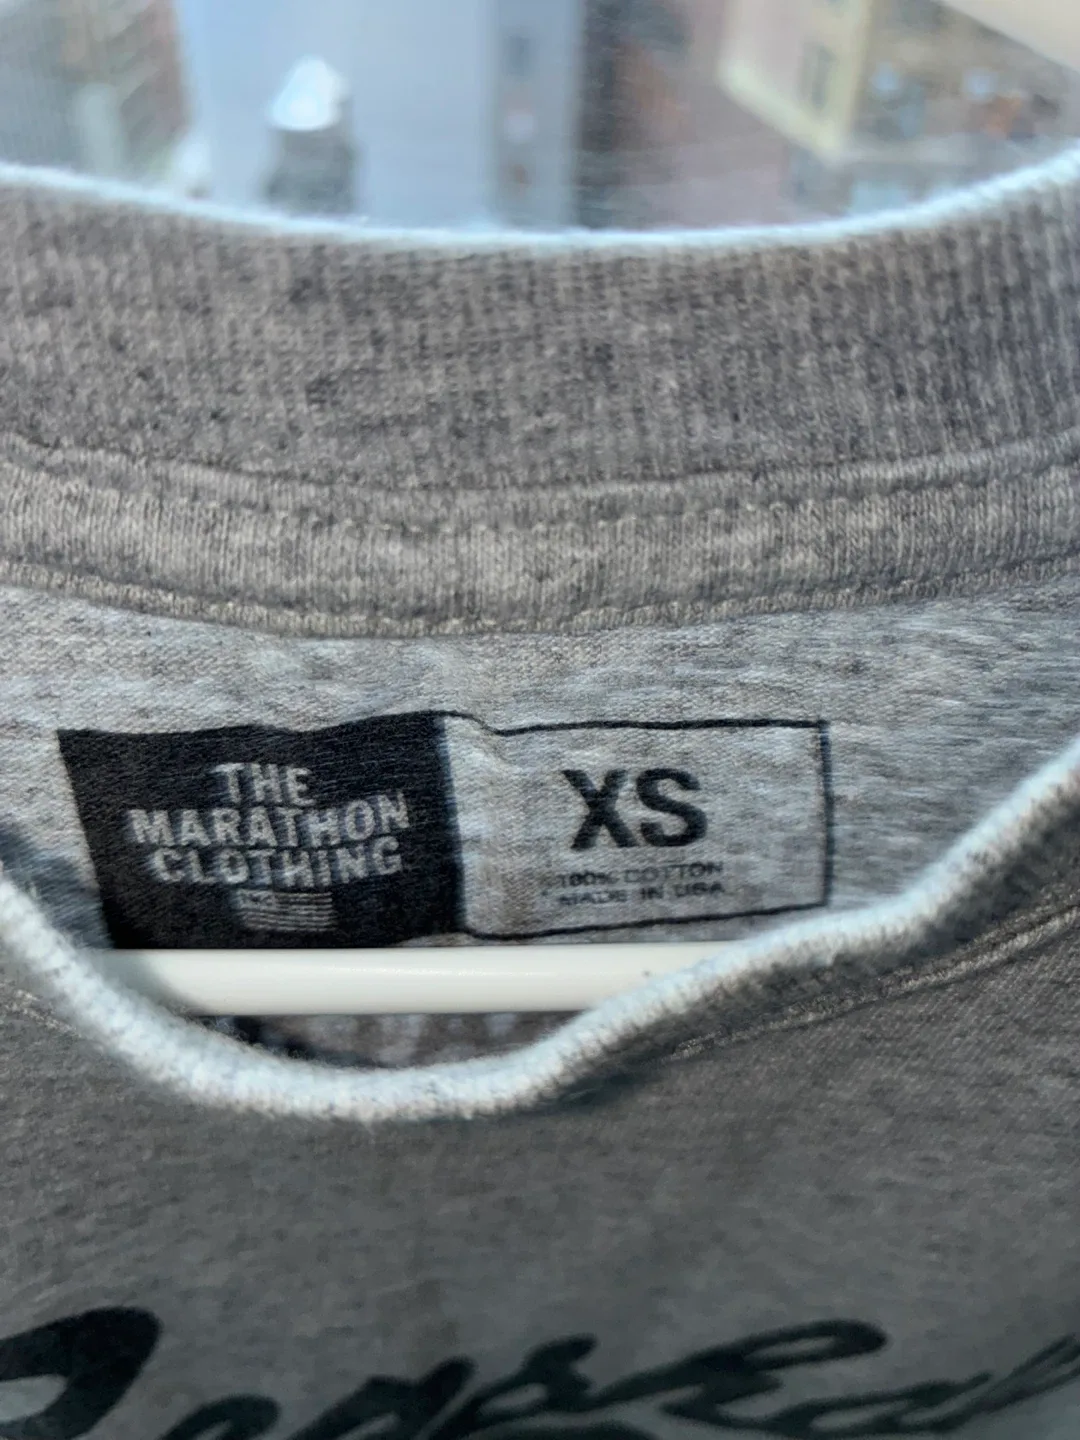 THE
MARATHON
CLOTHING
XS
100% COTTON
MADE IN USA